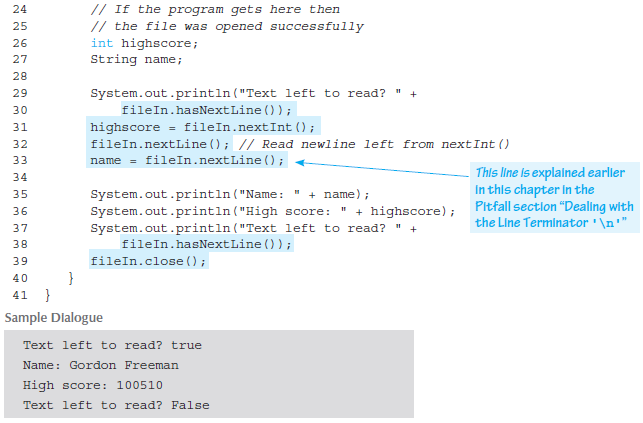 24 // If the program gets here then
25 // the file was opened successfully
26 int highscore;
27 String name;
28
29 System.out.println("Text left to read? " +
30 fileIn.hasNextLine());
31 highscore = fileIn.nextInt();
32 fileIn.nextLine(); // Read newline left from nextInt()
33 name = fileIn.nextLine();
This line is explained earlier
in this chapter in the
Pitfall section “Dealing with
the Line Terminator '\n'”
34
35 System.out.println("Name: " + name);
36 System.out.println("High score: " + highscore);
37 System.out.println("Text left to read? " +
38 fileIn.hasNextLine());
39 fileIn.close();
40 }
41 }
Sample Dialogue
Text left to read? true
Name: Gordon Freeman
High score: 100510
Text left to read? False